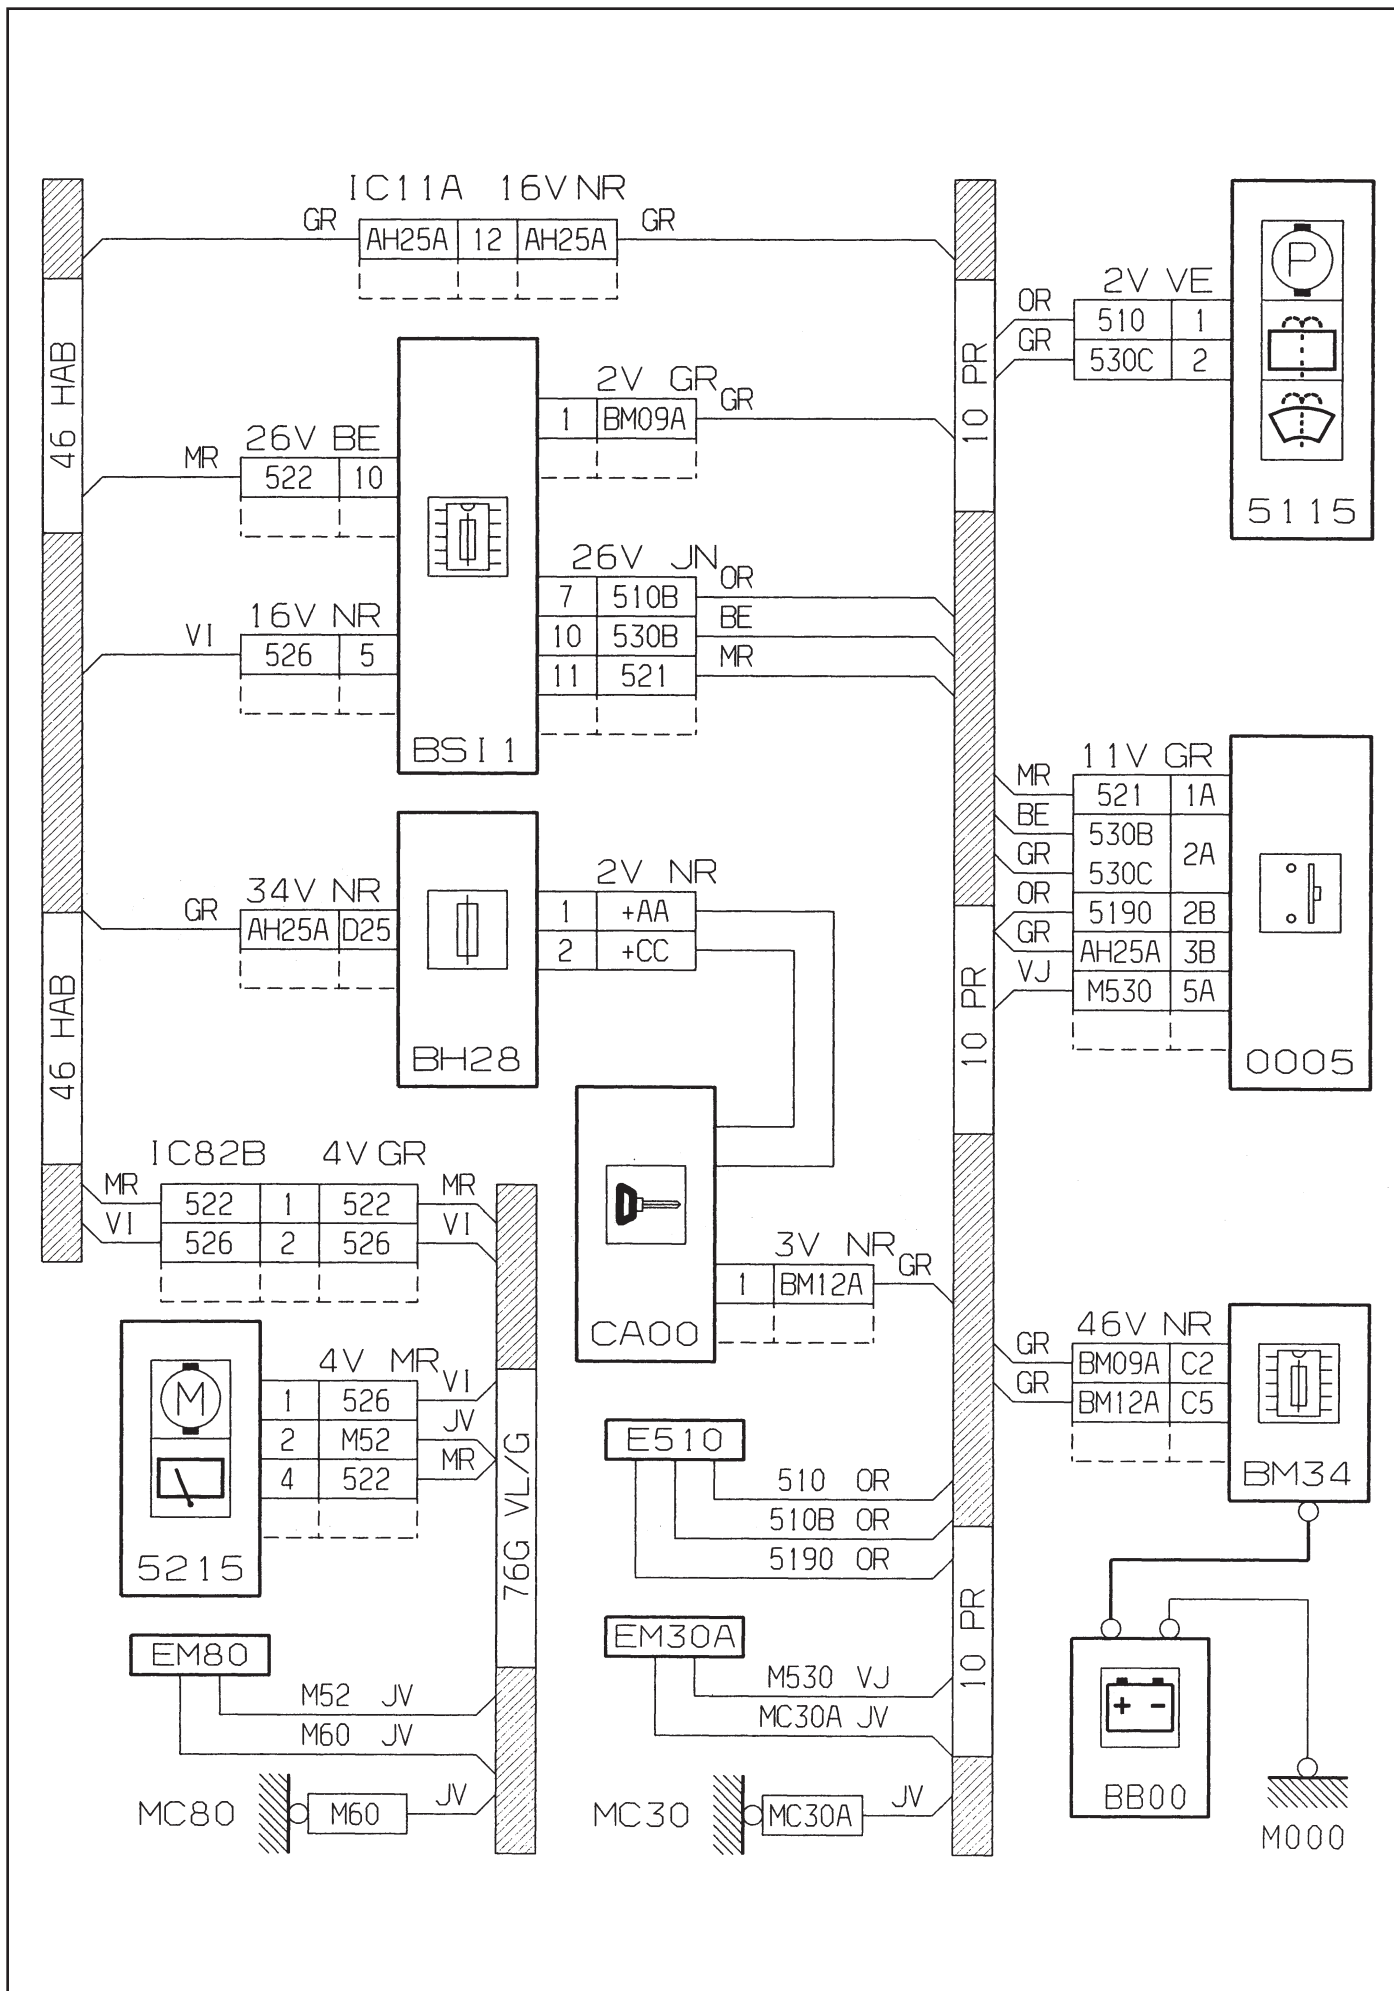 IC11A 16V NR
GR AH25A 12 AH25A GR
46 HAB
10 PR
2V VE
OR 510 1
GR 530C 2
5115
2V GR
1 BM09A GR
26V BE
MR 522 10
26V JN
7 510B OR
10 530B BE
11 521 MR
16V NR
VI 526 5
BSI1
11V GR
MR 521 1A
BE 530B 2A
GR 530C
OR 5190 2B
GR AH25A 3B
VJ M530 5A
0005
34V NR
GR AH25A D25
2V NR
1 +AA
2 +CC
BH28
46 HAB
10 PR
IC82B 4V GR
MR 522 1 522 MR
VI 526 2 526 VI
3V NR
1 BM12A GR
CA00
46V NR
GR BM09A C2
GR BM12A C5
BM34
M
P
4V MR
1 526 VI
2 M52 JV
4 522 MR
5215
76G VL/G
E510
510 OR
510B OR
5190 OR
10 PR
EM80
M52 JV
M60 JV
EM30A
M530 VJ
MC30A JV
+ -
BB00
MC80 M60 JV
MC30 MC30A JV
M000